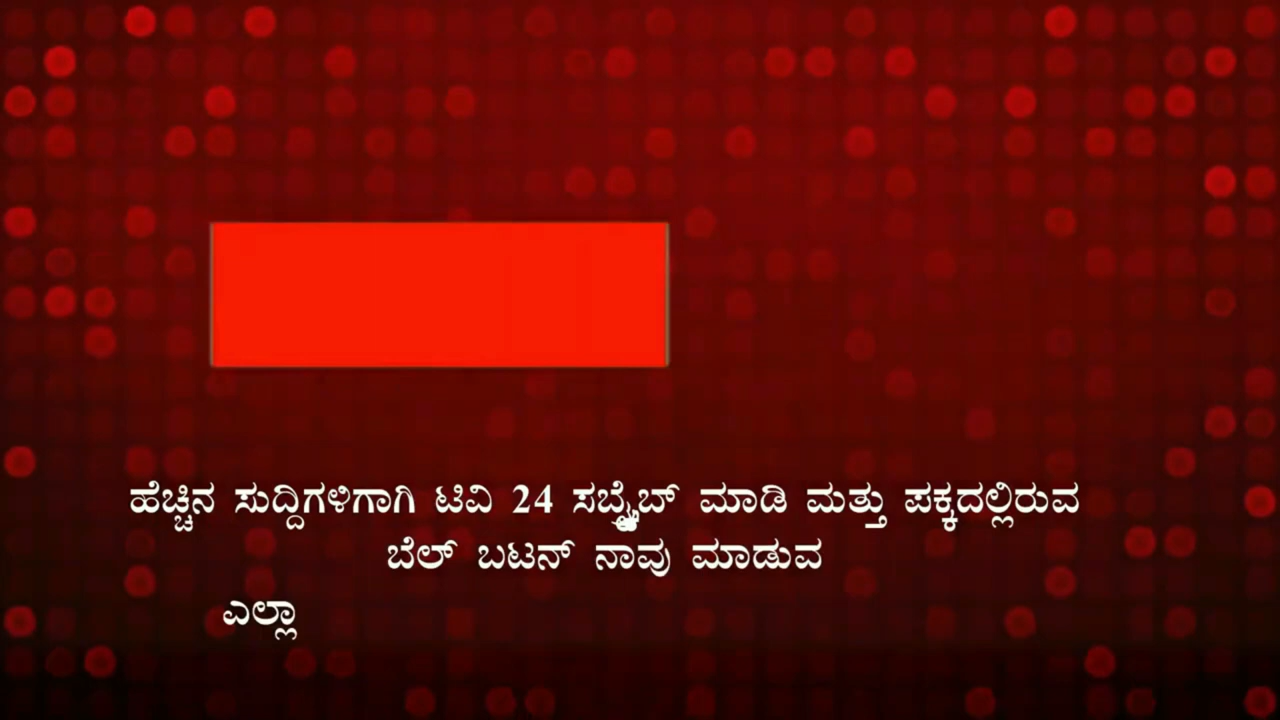 ಹೆಚ್ಚಿನ ಸುದ್ದಿಗಳಿಗಾಗಿ ಟಿವಿ 24 ಸಬ್ಸ್ಕ್ರೈಬ್ ಮಾಡಿ ಮತ್ತು ಪಕ್ಕದಲ್ಲಿರುವ
ಬೆಲ್ ಬಟನ್ ನಾವು ಮಾಡುವ
ಎಲ್ಲಾ